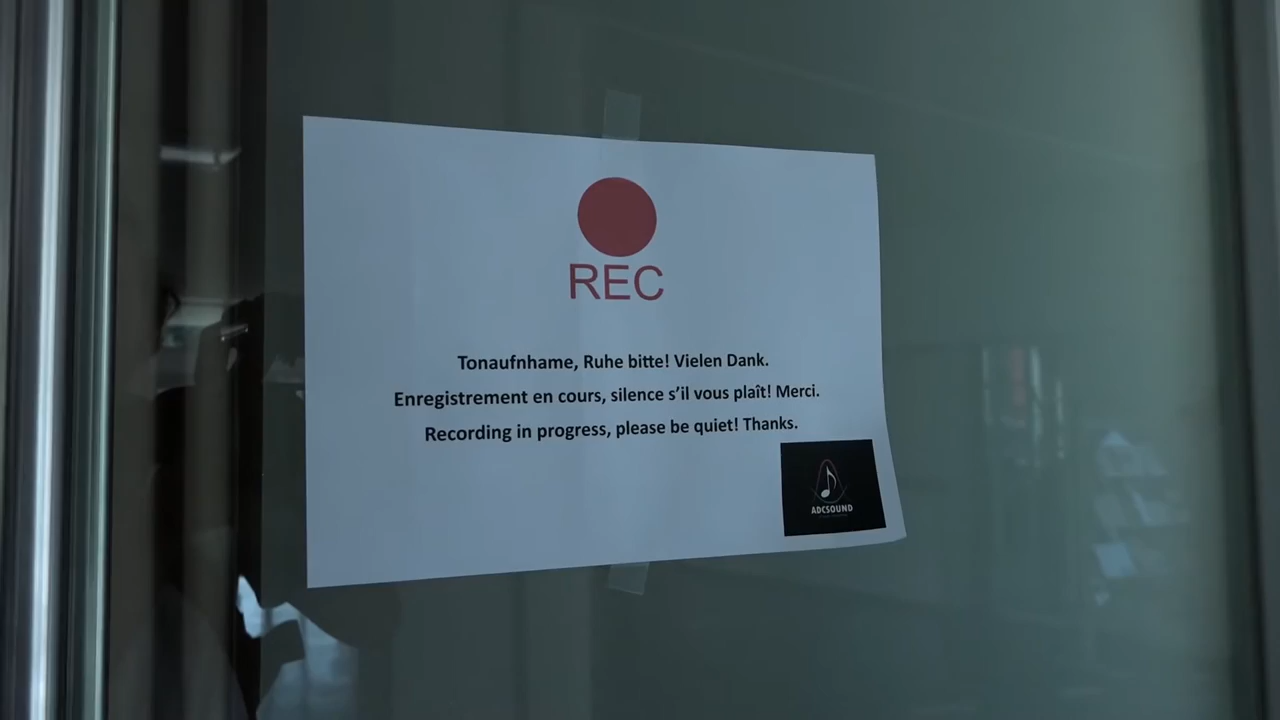 REC
Tonaufnhame, Ruhe bitte! Vielen Dank.
Enregistrement en cours, silence s'il vous plaît! Merci.
Recording in progress, please be quiet! Thanks.
ADCSOUND